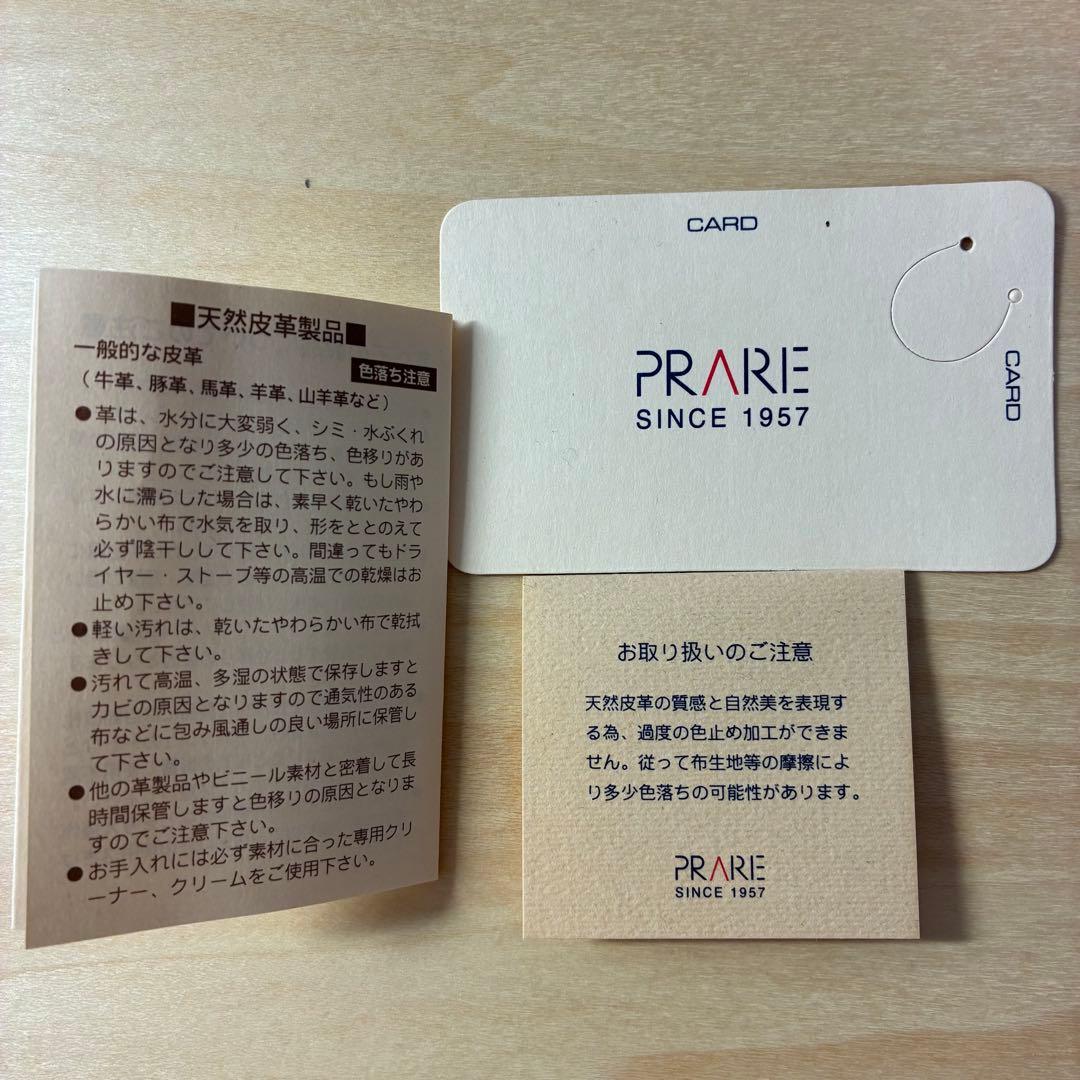 ■天然皮革製品■
一般的な皮革
色落ち注意
(牛革、豚革、馬革、羊革、山羊革など)
●革は、水分に大変弱く、シミ・水ぶくれ
の原因となり多少の色落ち、色移りがあ
りますのでご注意して下さい。もし雨や
水に濡らした場合は、素早く乾いたやわ
らかい布で水気を取り、形をととのえて
必ず陰干しして下さい。間違ってもドラ
イヤー・ストーブ等の高温での乾燥はお
止め下さい。
●軽い汚れは、乾いたやわらかい布で乾拭
きして下さい。
●汚れて高温、多湿の状態で保存しますと
カビの原因となりますので通気性のある
布などに包み風通しの良い場所に保管し
て下さい。
●他の革製品やビニール素材と密着して長
時間保管しますと色移りの原因となりま
すのでご注意下さい。
●お手入れには必ず素材に合った専用クリ
ーナー、クリームをご使用下さい。
CARD
PRARIE
SINCE 1957
CARD
お取り扱いのご注意
天然皮革の質感と自然美を表現す
る為、過度の色止め加工ができま
せん。従って布生地等の摩擦によ
り多少色落ちの可能性があります。
PRARIE
SINCE 1957